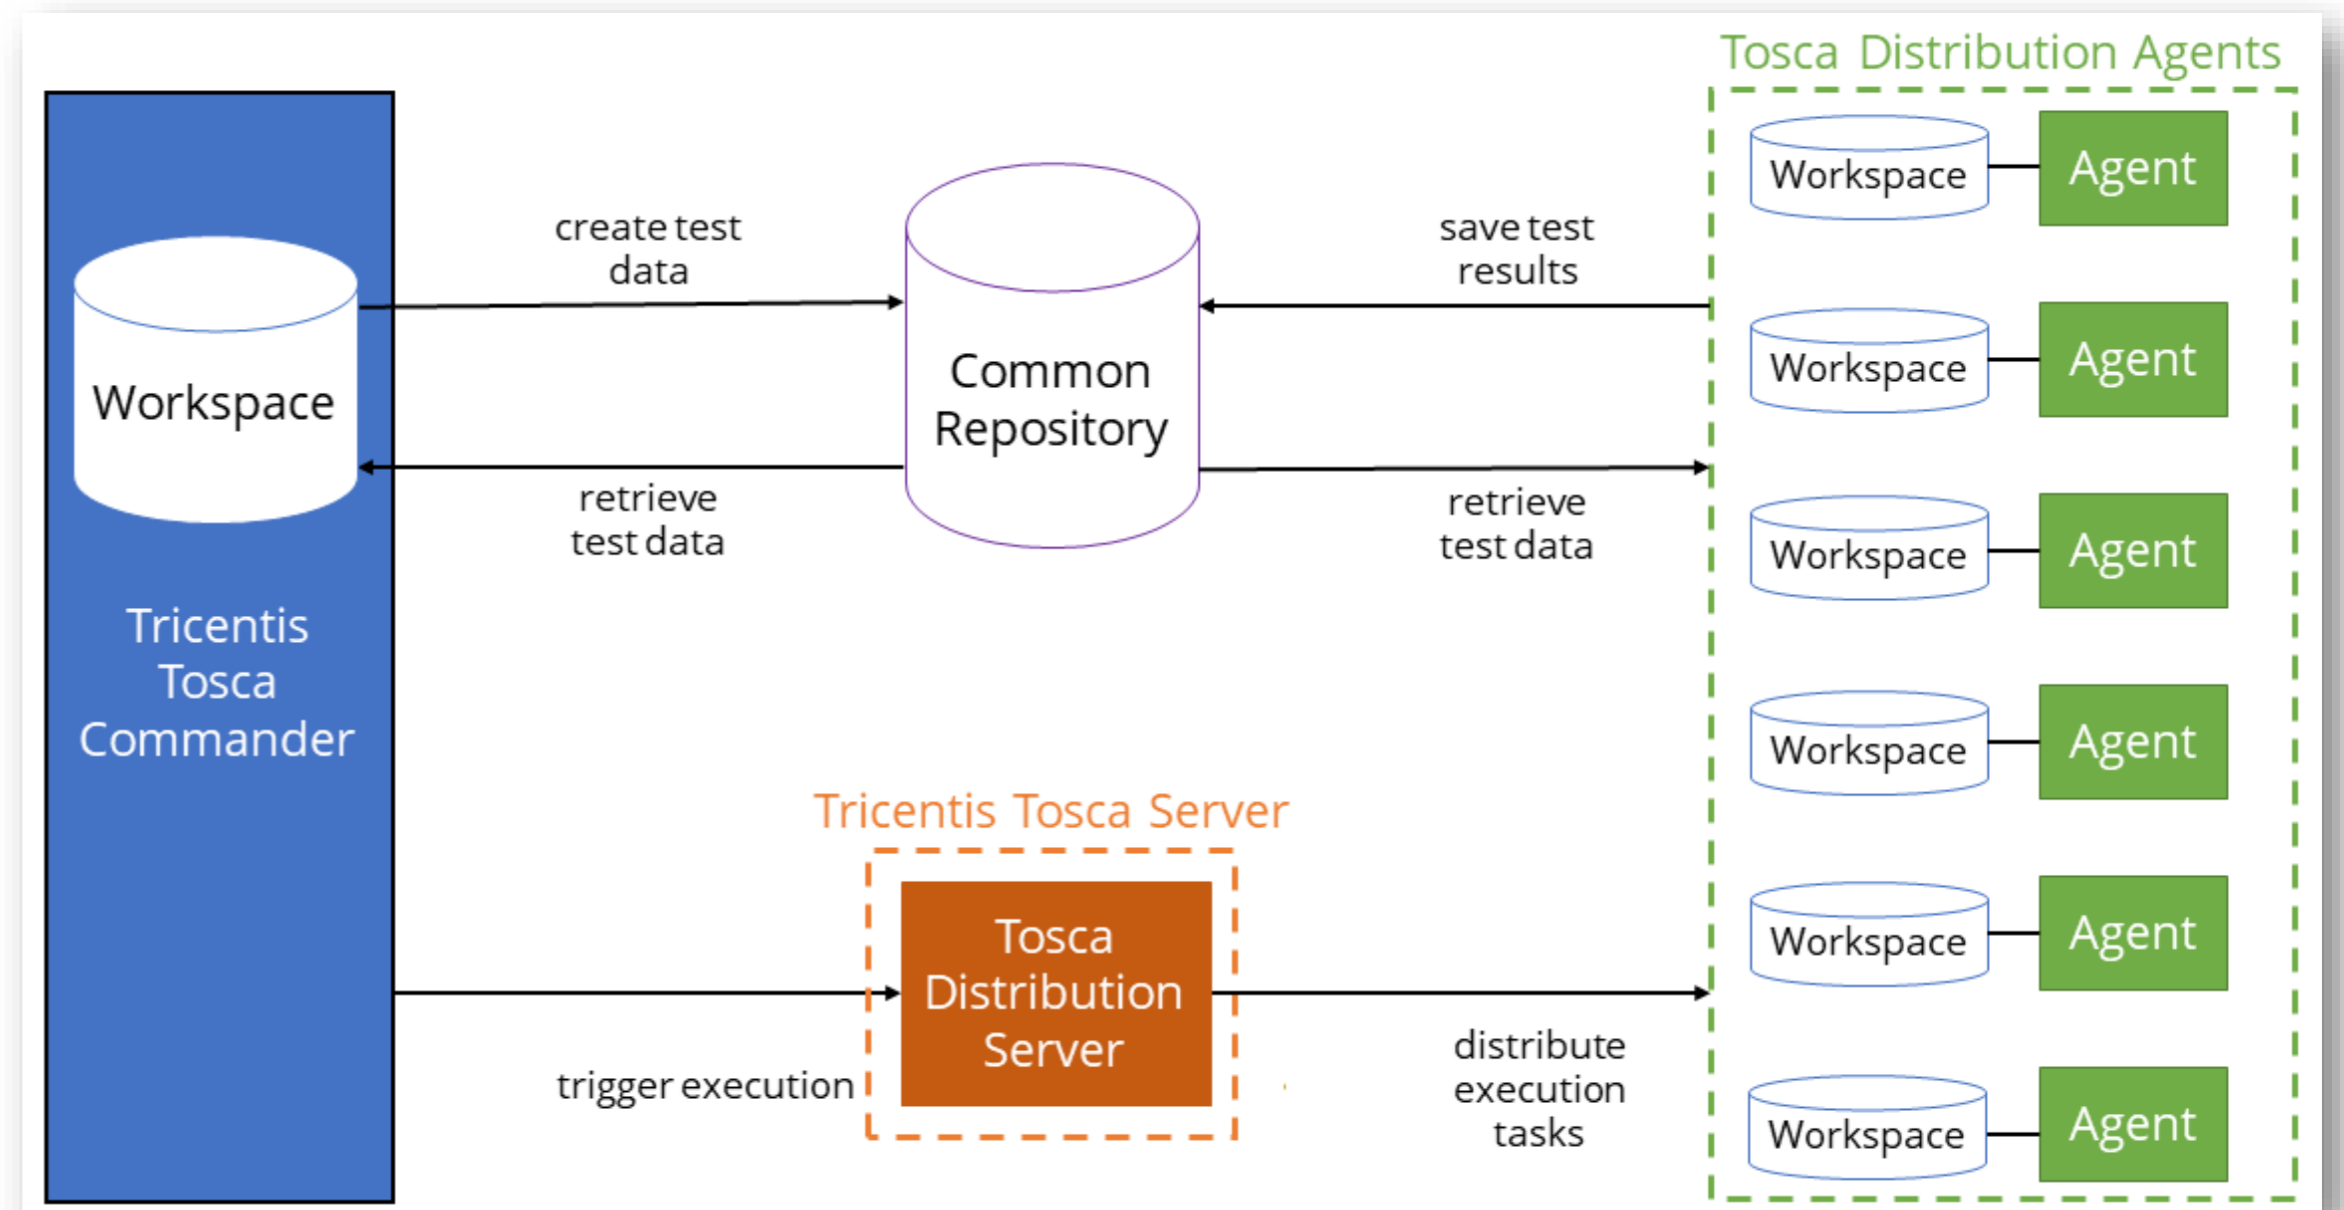 Tosca Distribution Agents
Workspace
Agent
create test
data
save test
results
Workspace
Agent
Common
Repository
Workspace
retrieve
test data
retrieve
test data
Workspace
Agent
Tricentis
Tosca
Commander
Workspace
Agent
Tricentis Tosca Server
Tosca
Distribution
Server
Workspace
Agent
trigger execution
distribute
execution
tasks
Workspace
Agent